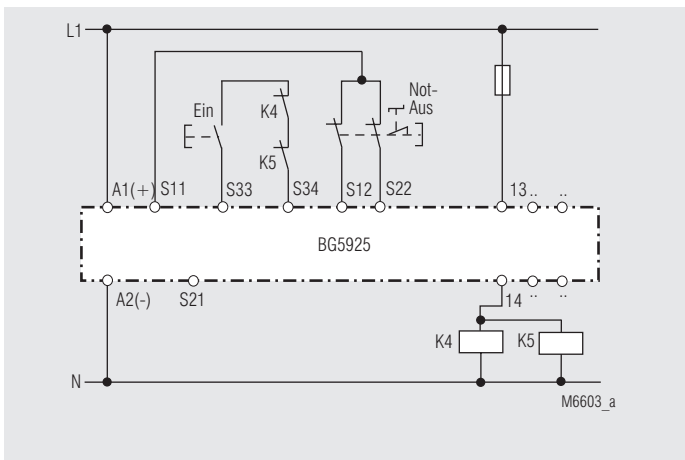 L1
Not-
Aus
Ein
K4
K5
A1(+) S11 S33 S34 S12 S22 13 .. ..
BG5925
A2(-) S21 14 .. ..
K4 K5
N
M6603_a